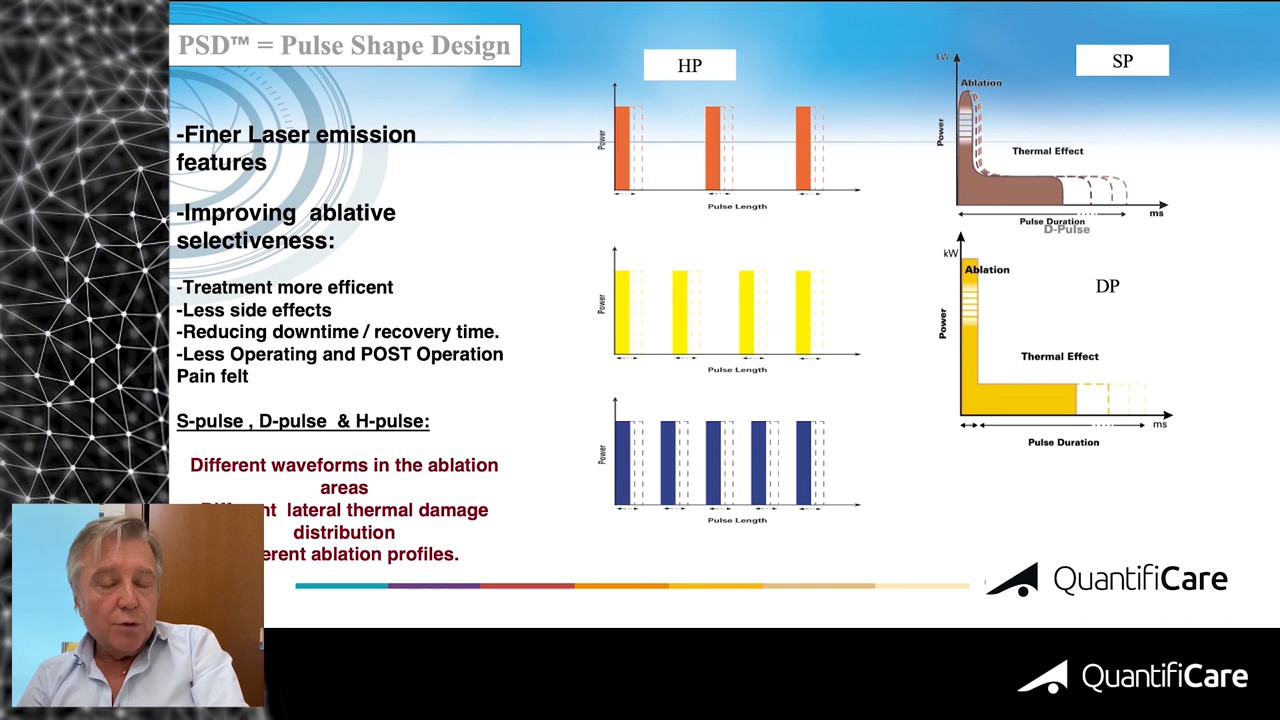 PSD™ = Pulse Shape Design
-Finer Laser emission
features
-Improving ablative
selectiveness:
-Treatment more efficent
-Less side effects
-Reducing downtime / recovery time.
-Less Operating and POST Operation
Pain felt
S-pulse , D-pulse & H-pulse:
Different waveforms in the ablation
areas
lateral thermal damage
distribution
ablation profiles.
HP
Power
Pulse Length
Power
Pulse Length
Power
Pulse Length
SP
kW
Ablation
Power
Thermal Effect
ms
Pulse Duration
D-Pulse
kW
Ablation
DP
Power
Thermal Effect
ms
Pulse Duration
QuantifiCare
QuantifiCare